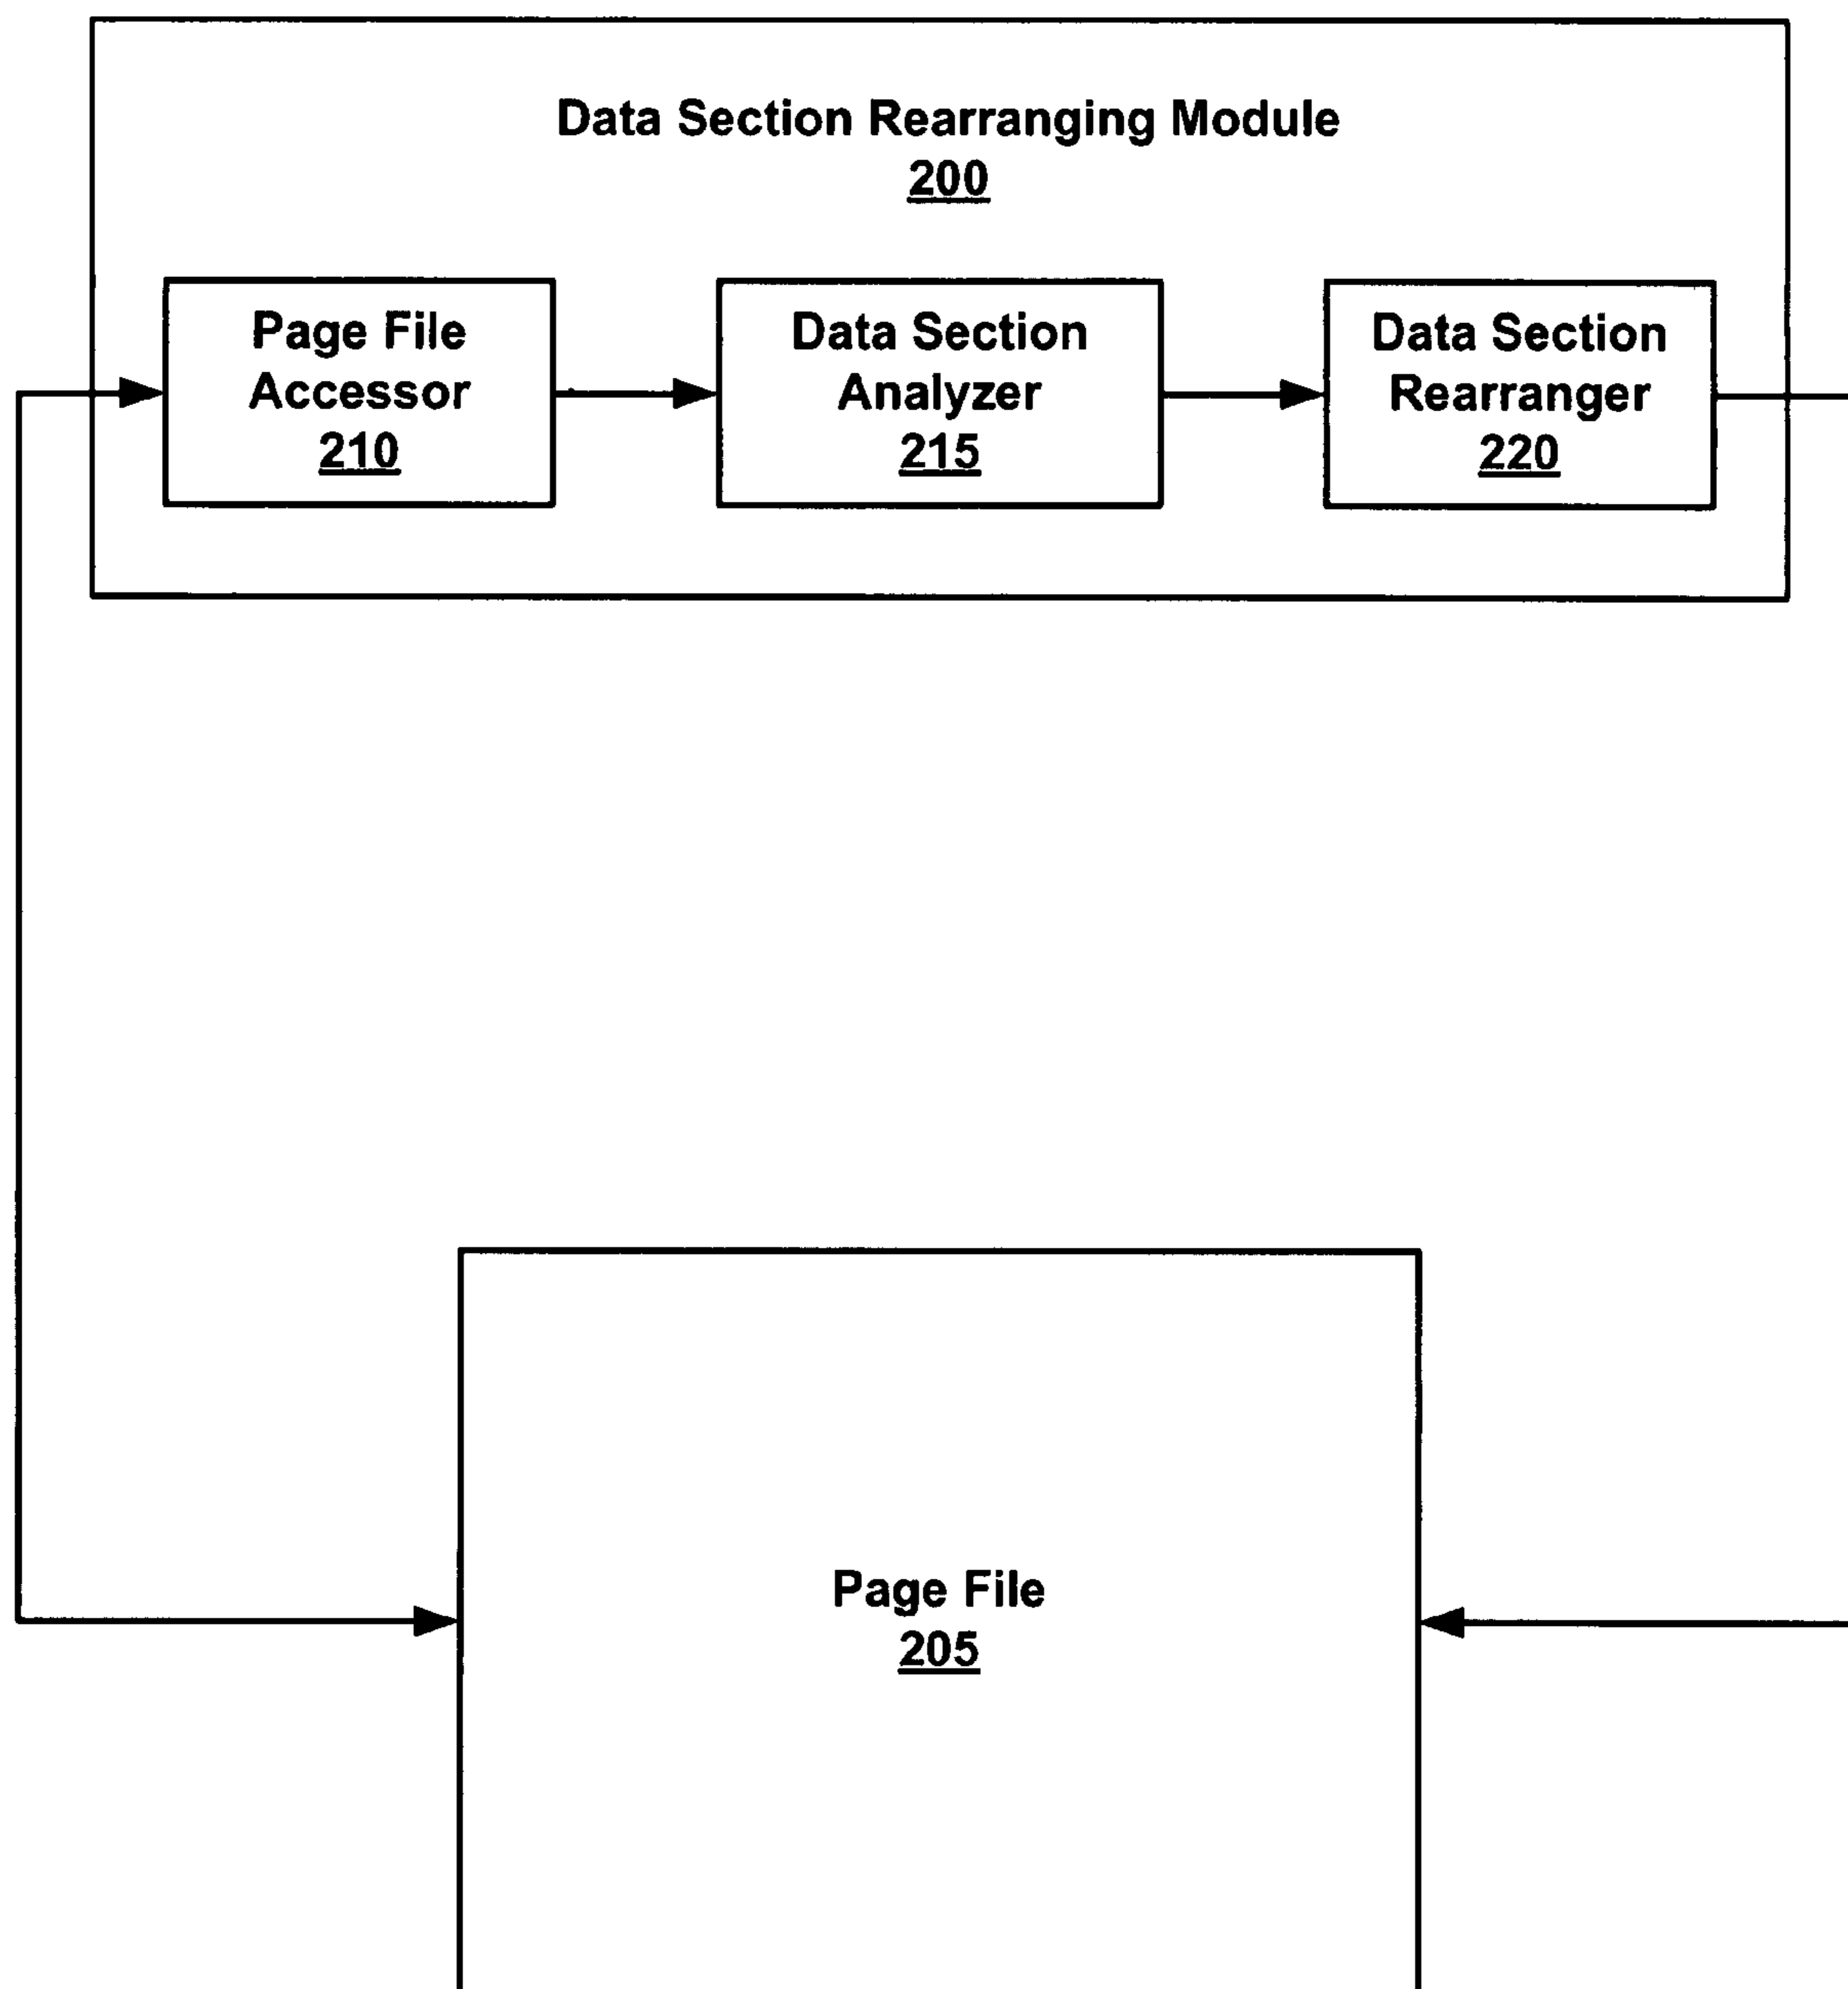 Data Section Rearranging Module
200
Page File
Accessor
210
Data Section
Analyzer
215
Data Section
Rearranger
220
Page File
205